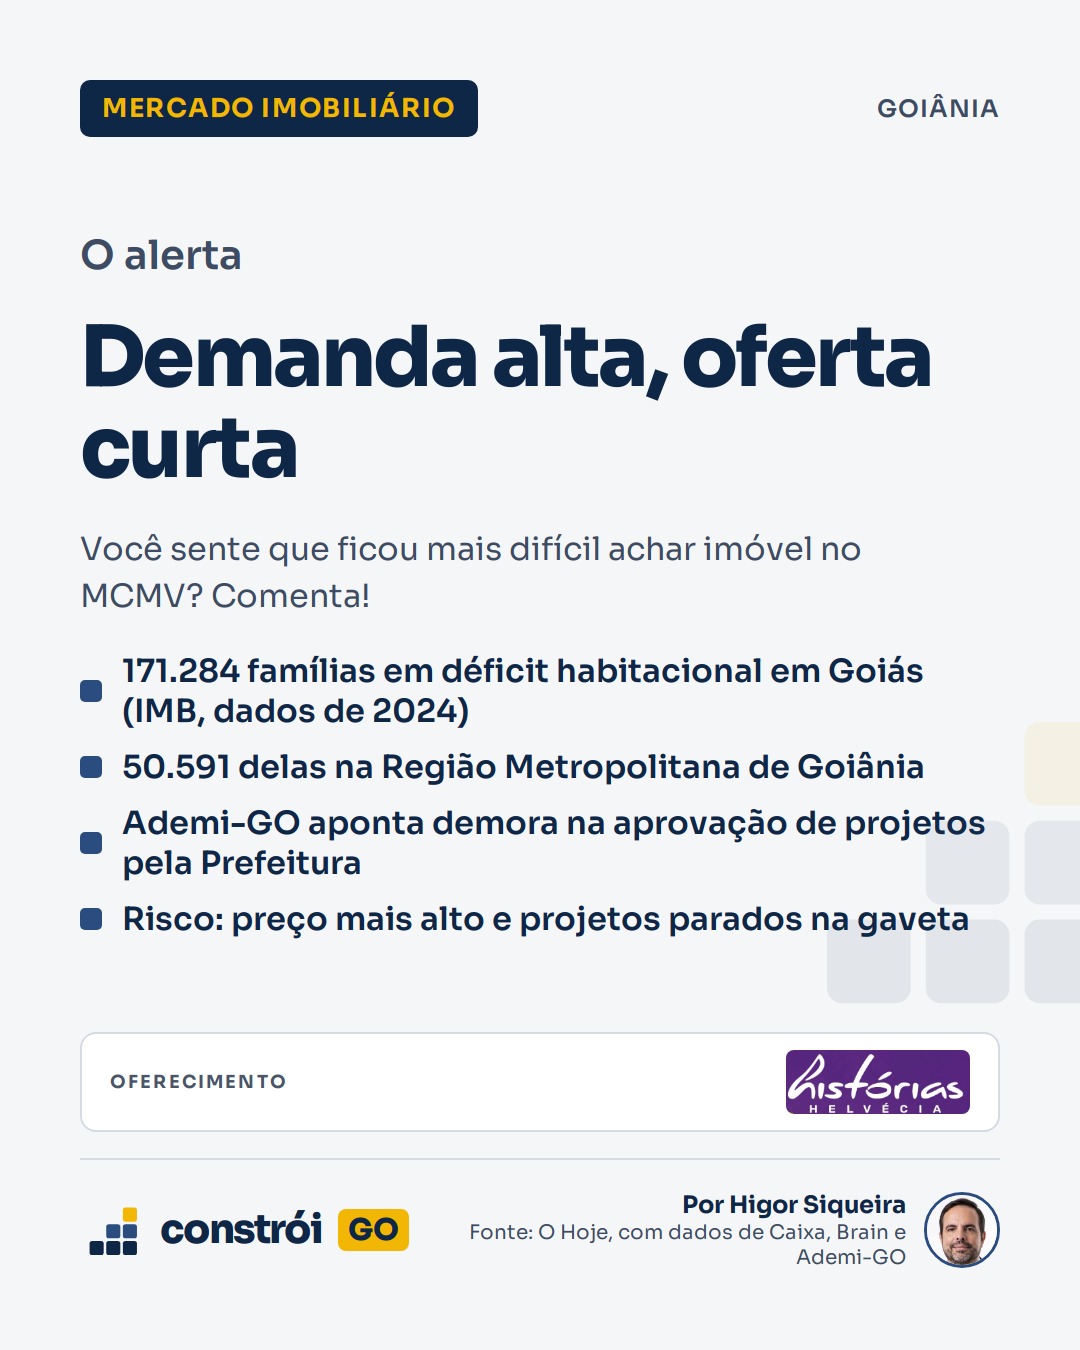 MERCADO IMOBILIÁRIO
GOIÂNIA
O alerta
Demanda alta, oferta
curta
Você sente que ficou mais difícil achar imóvel no
MCMV? Comenta!
171.284 famílias em déficit habitacional em Goiás
(IMB, dados de 2024)
50.591 delas na Região Metropolitana de Goiânia
Ademi-GO aponta demora na aprovação de projetos
pela Prefeitura
Risco: preço mais alto e projetos parados na gaveta
OFERECIMENTO
histórias
HELVÉCIA
constrói GO
Por Higor Siqueira
Fonte: O Hoje, com dados de Caixa, Brain e
Ademi-GO